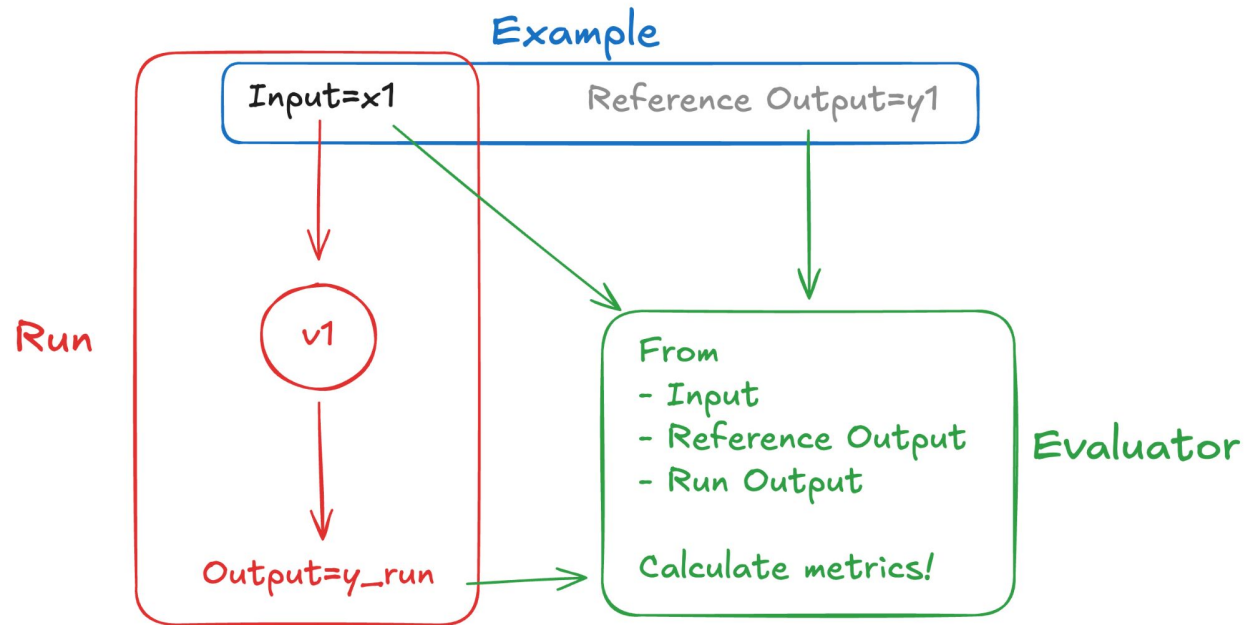 Example
Input=x1
Reference Output=y1
Run
v1
Output=y_run
From
- Input
- Reference Output
- Run Output
Calculate metrics!
Evaluator